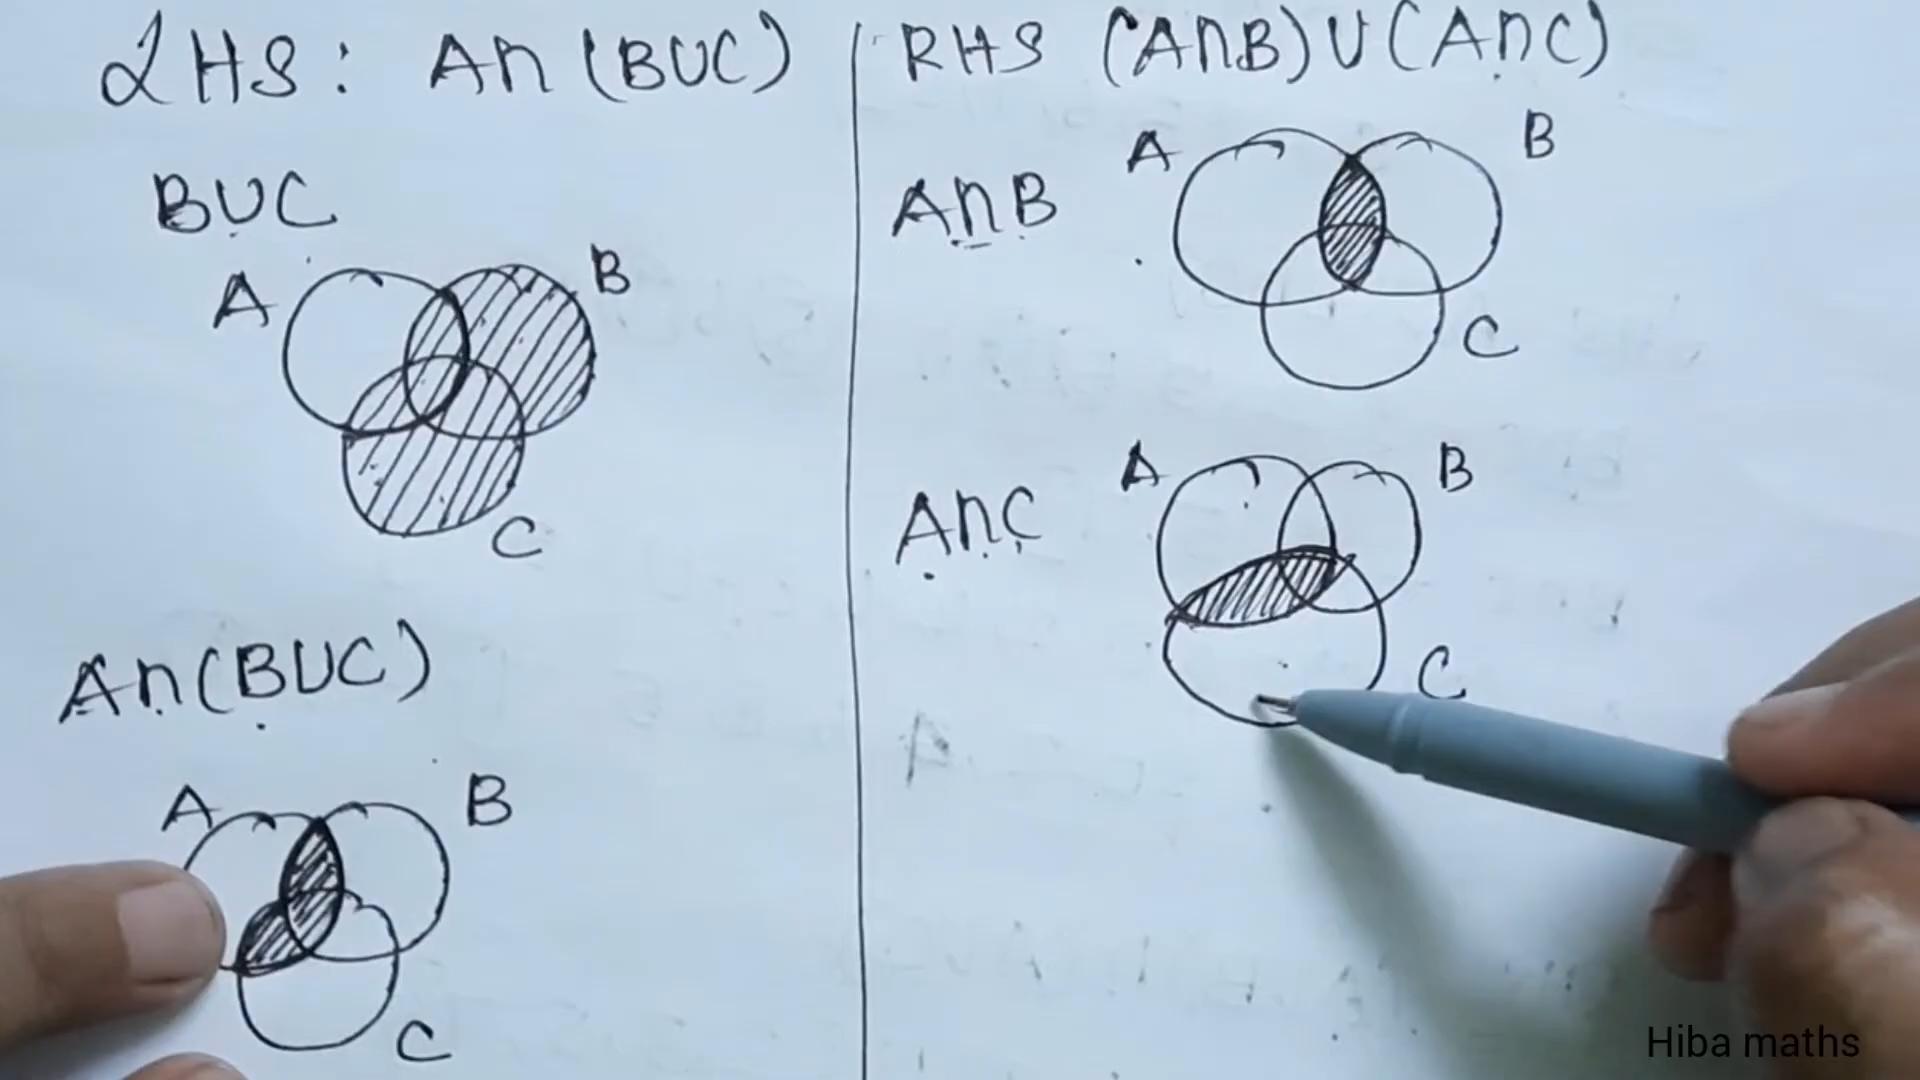 LHS: A∩(B∪C)
B∪C
A
B
C
A∩(B∪C)
A
B
C
RHS (A∩B)∪(A∩C)
A∩B
A
B
C
A∩C
A
B
C
A
Hiba maths